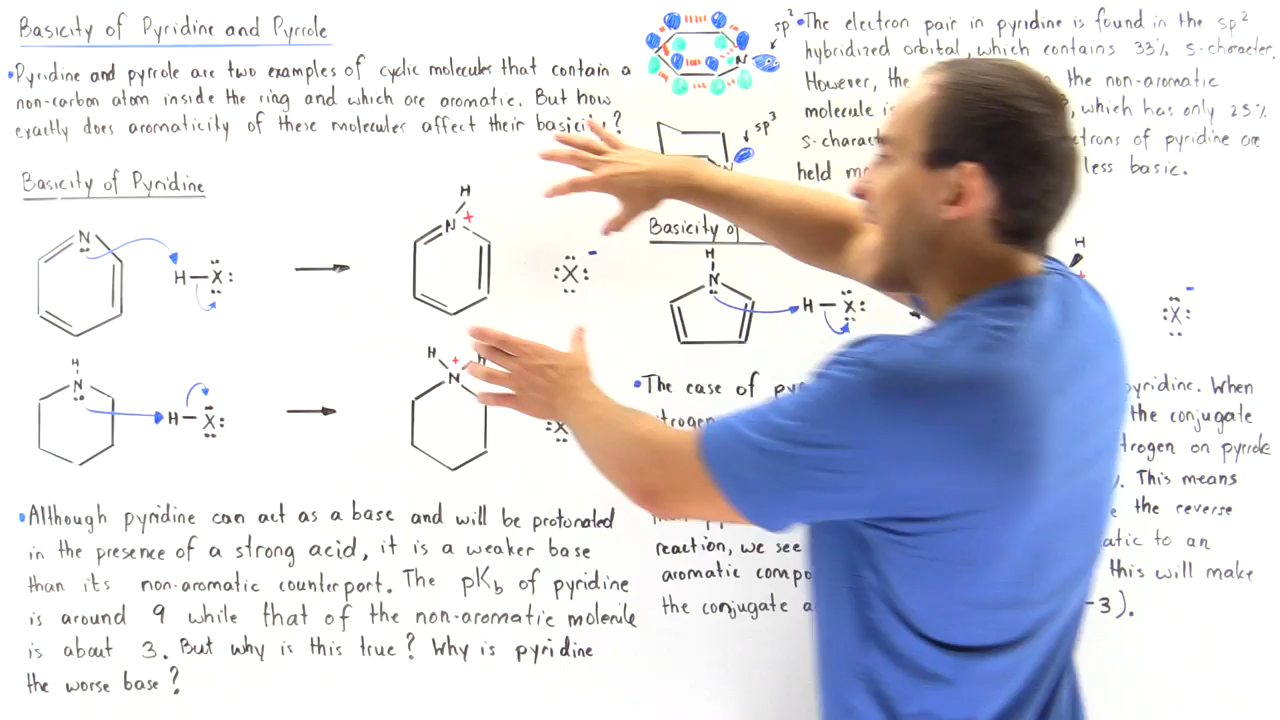 Basicity of Pyridine and Pyrrole
•Pyridine and pyrrole are two examples of cyclic molecules that contain a
non-carbon atom inside the ring and which are aromatic. But how
exactly does aromaticity of these molecules affect their basicity?
Basicity of Pyridine
N
H–X:
H
N +
:X: -
H
N
H–X:
H + H
N
:X
•Although pyridine can act as a base and will be protonated
in the presence of a strong acid, it is a weaker base
than its non-aromatic counterpart. The pKb of pyridine
is around 9 while that of the non-aromatic molecule
is about 3. But why is this true? Why is pyridine
the worse base?
N
sp2
sp3
N
•The electron pair in pyridine is found in the sp2
hybridized orbital, which contains 33% s-character.
However, the the non-aromatic
molecule is , which has only 25%
s-charact trons of pyridine are
held less basic.
Basicity of
H
N
H–X:
H
+
:X: -
•The case of pyridine. When
the conjugate
trogen on pyrrole
. This means
the reverse
reaction, we see atic to an
aromatic compo this will make
the conjugate a -3).